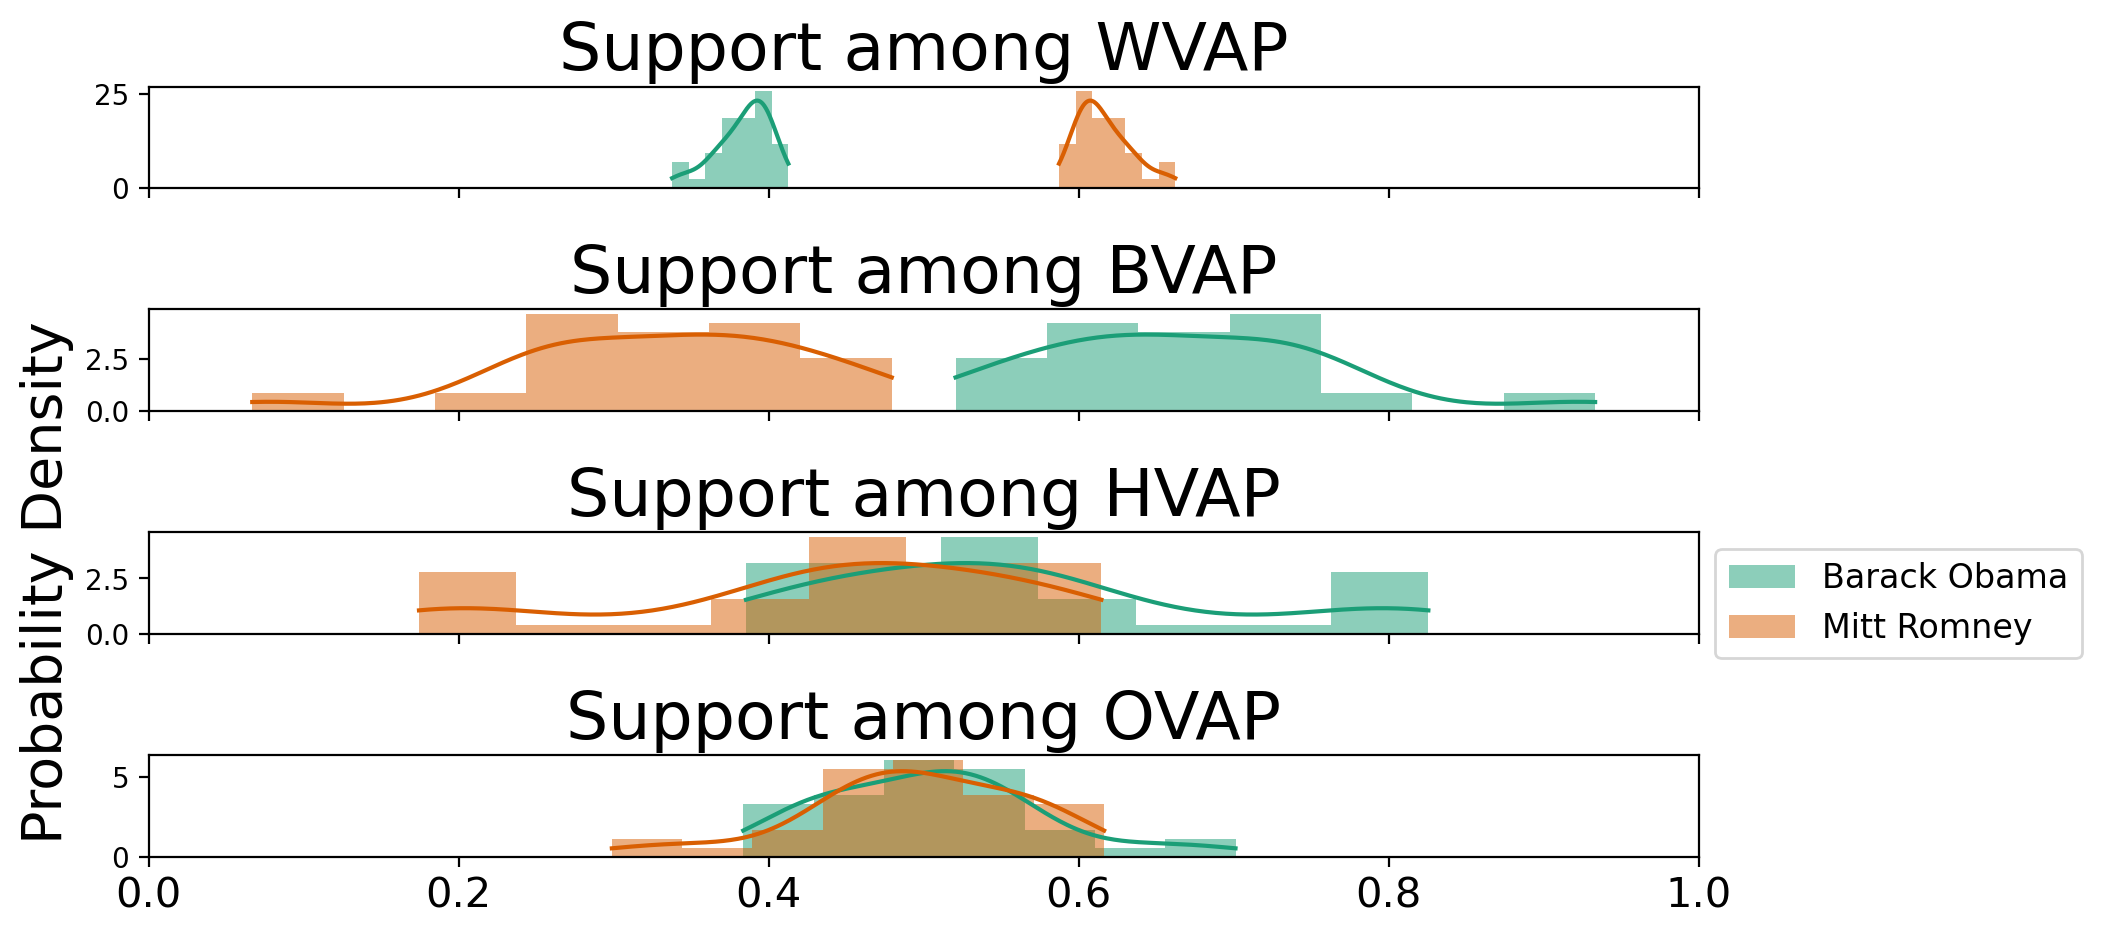 Support among WVAP
25
0
Support among BVAP
2.5
0.0
Support among HVAP
2.5
0.0
Support among OVAP
5
0
0.0 0.2 0.4 0.6 0.8 1.0
Probability Density
Barack Obama
Mitt Romney